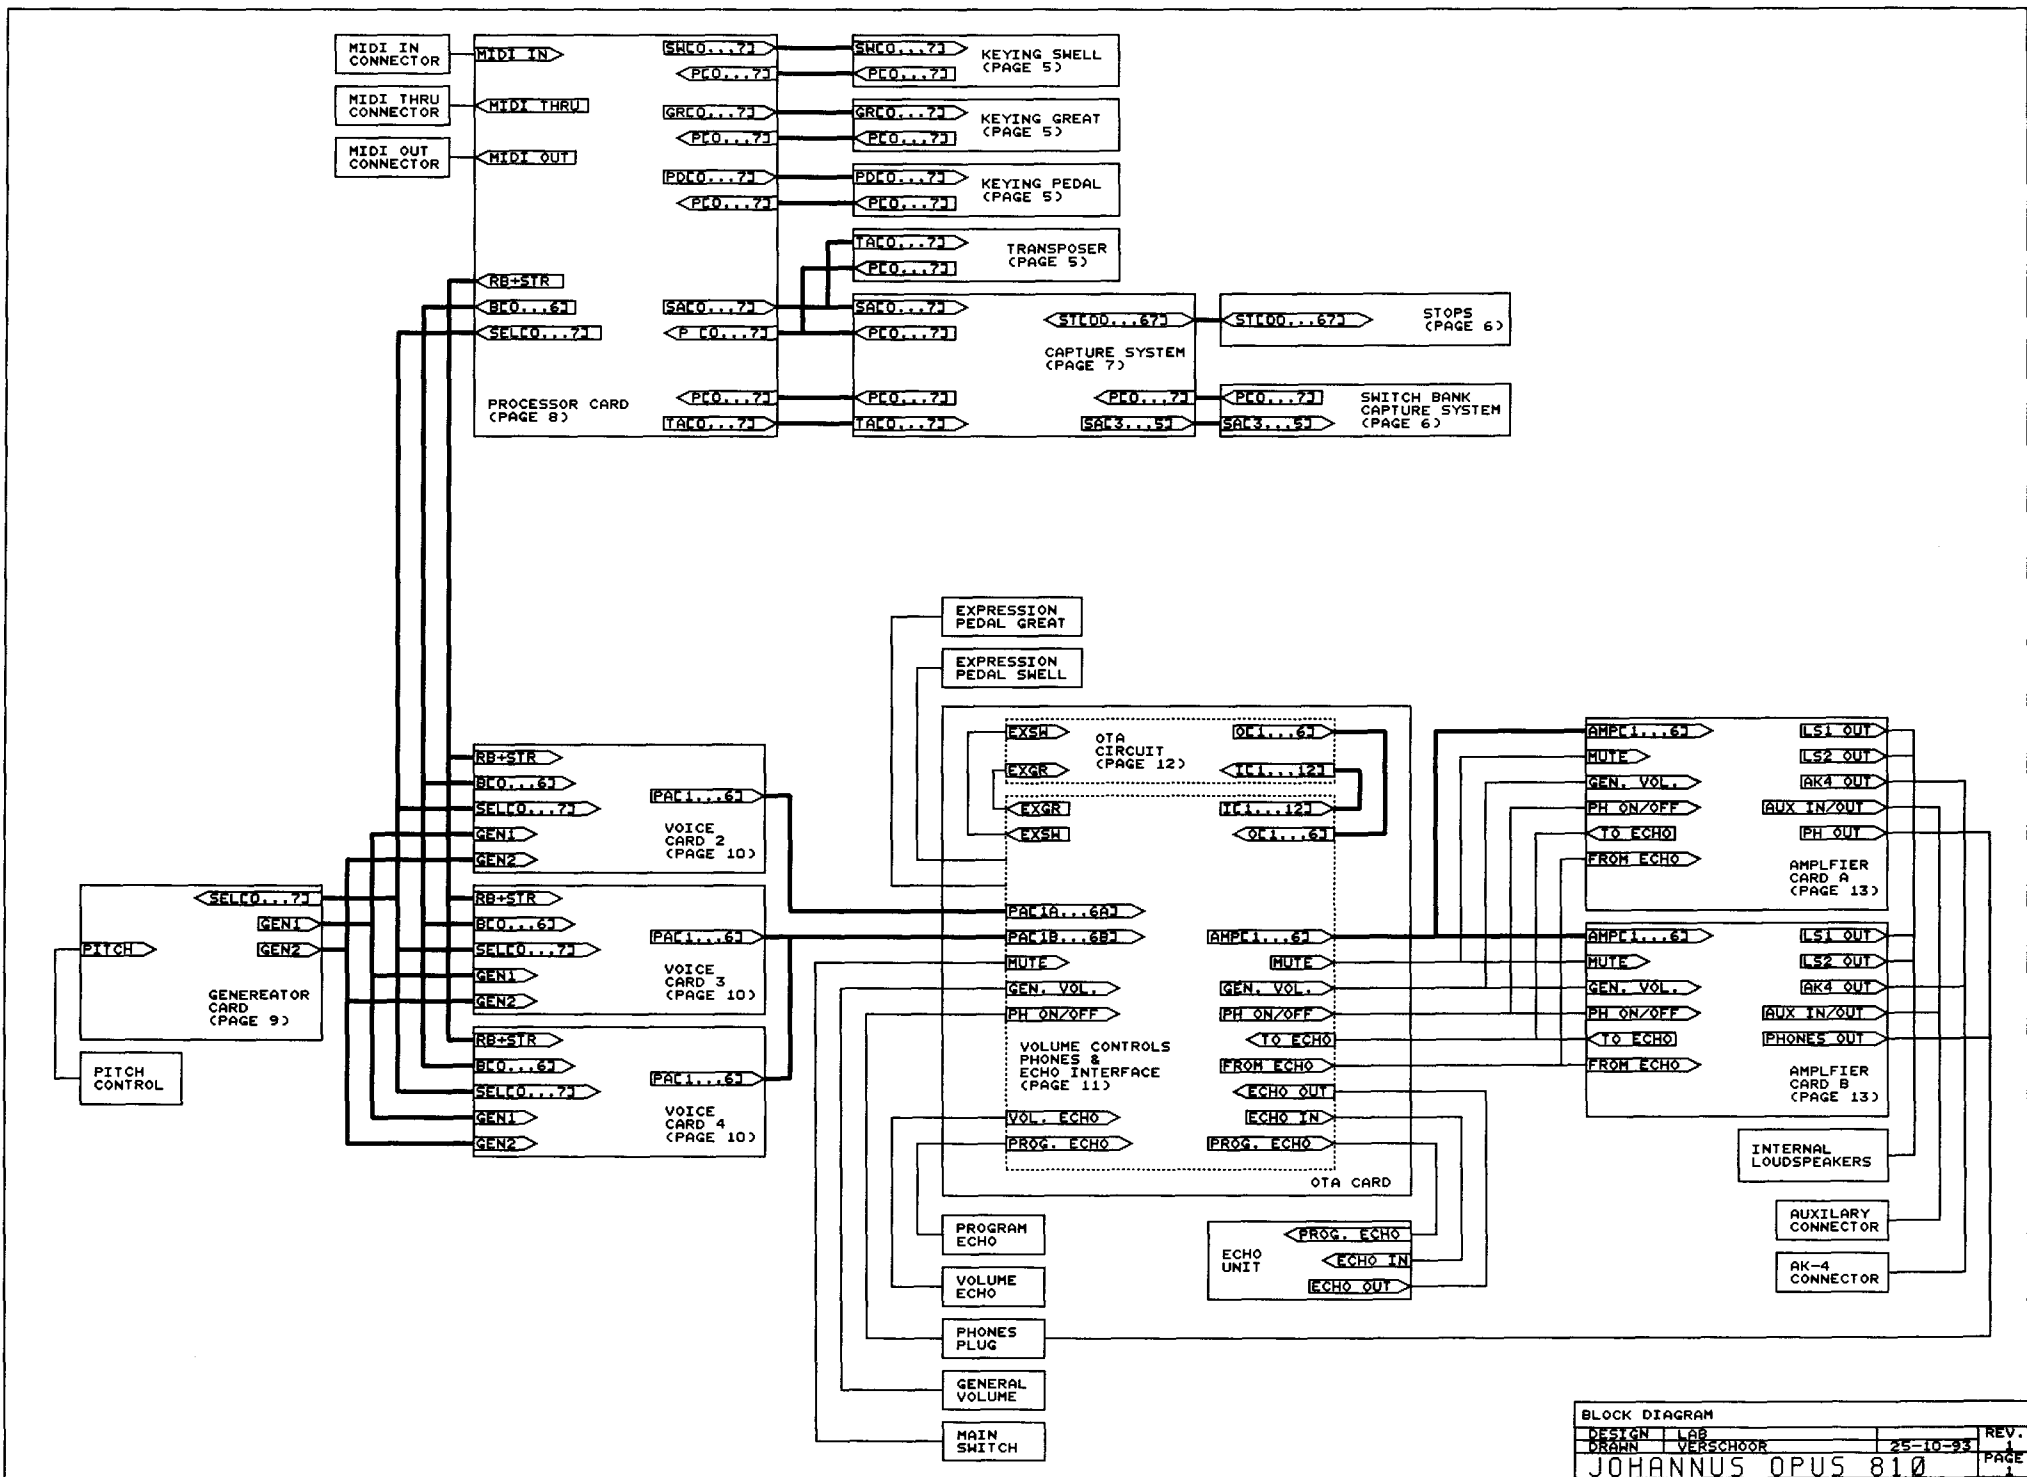 MIDI IN
CONNECTOR
MIDI THRU
CONNECTOR
MIDI OUT
CONNECTOR
MIDI IN
MIDI THRU
MIDI OUT
RB+STR
B[0...6]
SEL[0...7]
PROCESSOR CARD
(PAGE 8)
SW[0...7]
P[0...7]
GR[0...7]
P[0...7]
PD[0...7]
P[0...7]
SA[0...7]
P [0...7]
P[0...7]
TA[0...7]
SW[0...7]
P[0...7]
KEYING SWELL
(PAGE 5)
GR[0...7]
P[0...7]
KEYING GREAT
(PAGE 5)
PD[0...7]
P[0...7]
KEYING PEDAL
(PAGE 5)
TA[0...7]
P[0...7]
TRANSPOSER
(PAGE 5)
SA[0...7]
P[0...7]
P[0...7]
TA[0...7]
ST[00...67]
CAPTURE SYSTEM
(PAGE 7)
P[0...7]
SA[3...5]
ST[00...67]
STOPS
(PAGE 6)
P[0...7]
SA[3...5]
SWITCH BANK
CAPTURE SYSTEM
(PAGE 6)
EXPRESSION
PEDAL GREAT
EXPRESSION
PEDAL SWELL
PITCH
SEL[0...7]
GEN1
GEN2
GENEREATOR
CARD
(PAGE 9)
PITCH
CONTROL
RB+STR
B[0...6]
SEL[0...7]
GEN1
GEN2
PA[1...6]
VOICE
CARD 2
(PAGE 10)
RB+STR
B[0...6]
SEL[0...7]
GEN1
GEN2
PA[1...6]
VOICE
CARD 3
(PAGE 10)
RB+STR
B[0...6]
SEL[0...7]
GEN1
GEN2
PA[1...6]
VOICE
CARD 4
(PAGE 10)
EXSW
EXGR
OTA
CIRCUIT
(PAGE 12)
O[1...6]
I[1...12]
EXGR
EXSW
I[1...12]
O[1...6]
PA[1A...6A]
PA[1B...6B]
MUTE
GEN. VOL.
PH ON/OFF
VOLUME CONTROLS
PHONES &
ECHO INTERFACE
(PAGE 11)
VOL. ECHO
PROG. ECHO
AMP[1...6]
MUTE
GEN. VOL.
PH ON/OFF
TO ECHO
FROM ECHO
ECHO OUT
ECHO IN
PROG. ECHO
OTA CARD
AMP[1...6]
MUTE
GEN. VOL.
PH ON/OFF
TO ECHO
FROM ECHO
LS1 OUT
LS2 OUT
AK4 OUT
AUX IN/OUT
PH OUT
AMPLFIER
CARD A
(PAGE 13)
AMP[1...6]
MUTE
GEN. VOL.
PH ON/OFF
TO ECHO
FROM ECHO
LS1 OUT
LS2 OUT
AK4 OUT
AUX IN/OUT
PHONES OUT
AMPLFIER
CARD B
(PAGE 13)
INTERNAL
LOUDSPEAKERS
AUXILARY
CONNECTOR
AK-4
CONNECTOR
PROGRAM
ECHO
VOLUME
ECHO
PHONES
PLUG
GENERAL
VOLUME
MAIN
SWITCH
ECHO
UNIT
PROG. ECHO
ECHO IN
ECHO OUT
BLOCK DIAGRAM
DESIGN LAB REV.
DRAWN VERSCHOOR 25-10-93 1
JOHANNUS OPUS 810 PAGE
1